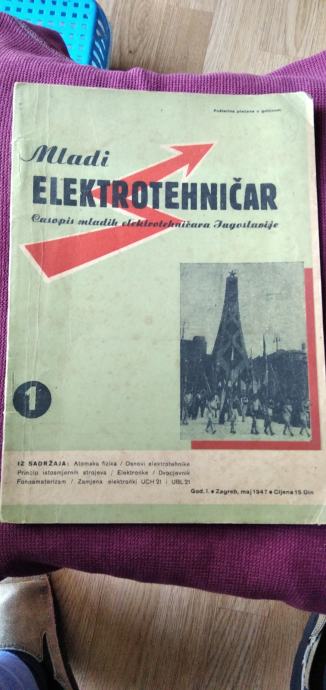 Poštarina plaćena u gotovom
Mladi
ELEKTROTEHNIČAR
Časopis mladih elektrotehničara Jugoslavije
1
IZ SADRŽAJA: Atomska fizika / Osnovi elektrotehnike
Princip istosmjernih strojeva / Elektronke / Dvocjevnik
Fonoamaterizam / Zamjena elektronki UCH 21 i UBL 21
God. I. • Zagreb, maj 1947 • Cijena 15 Din